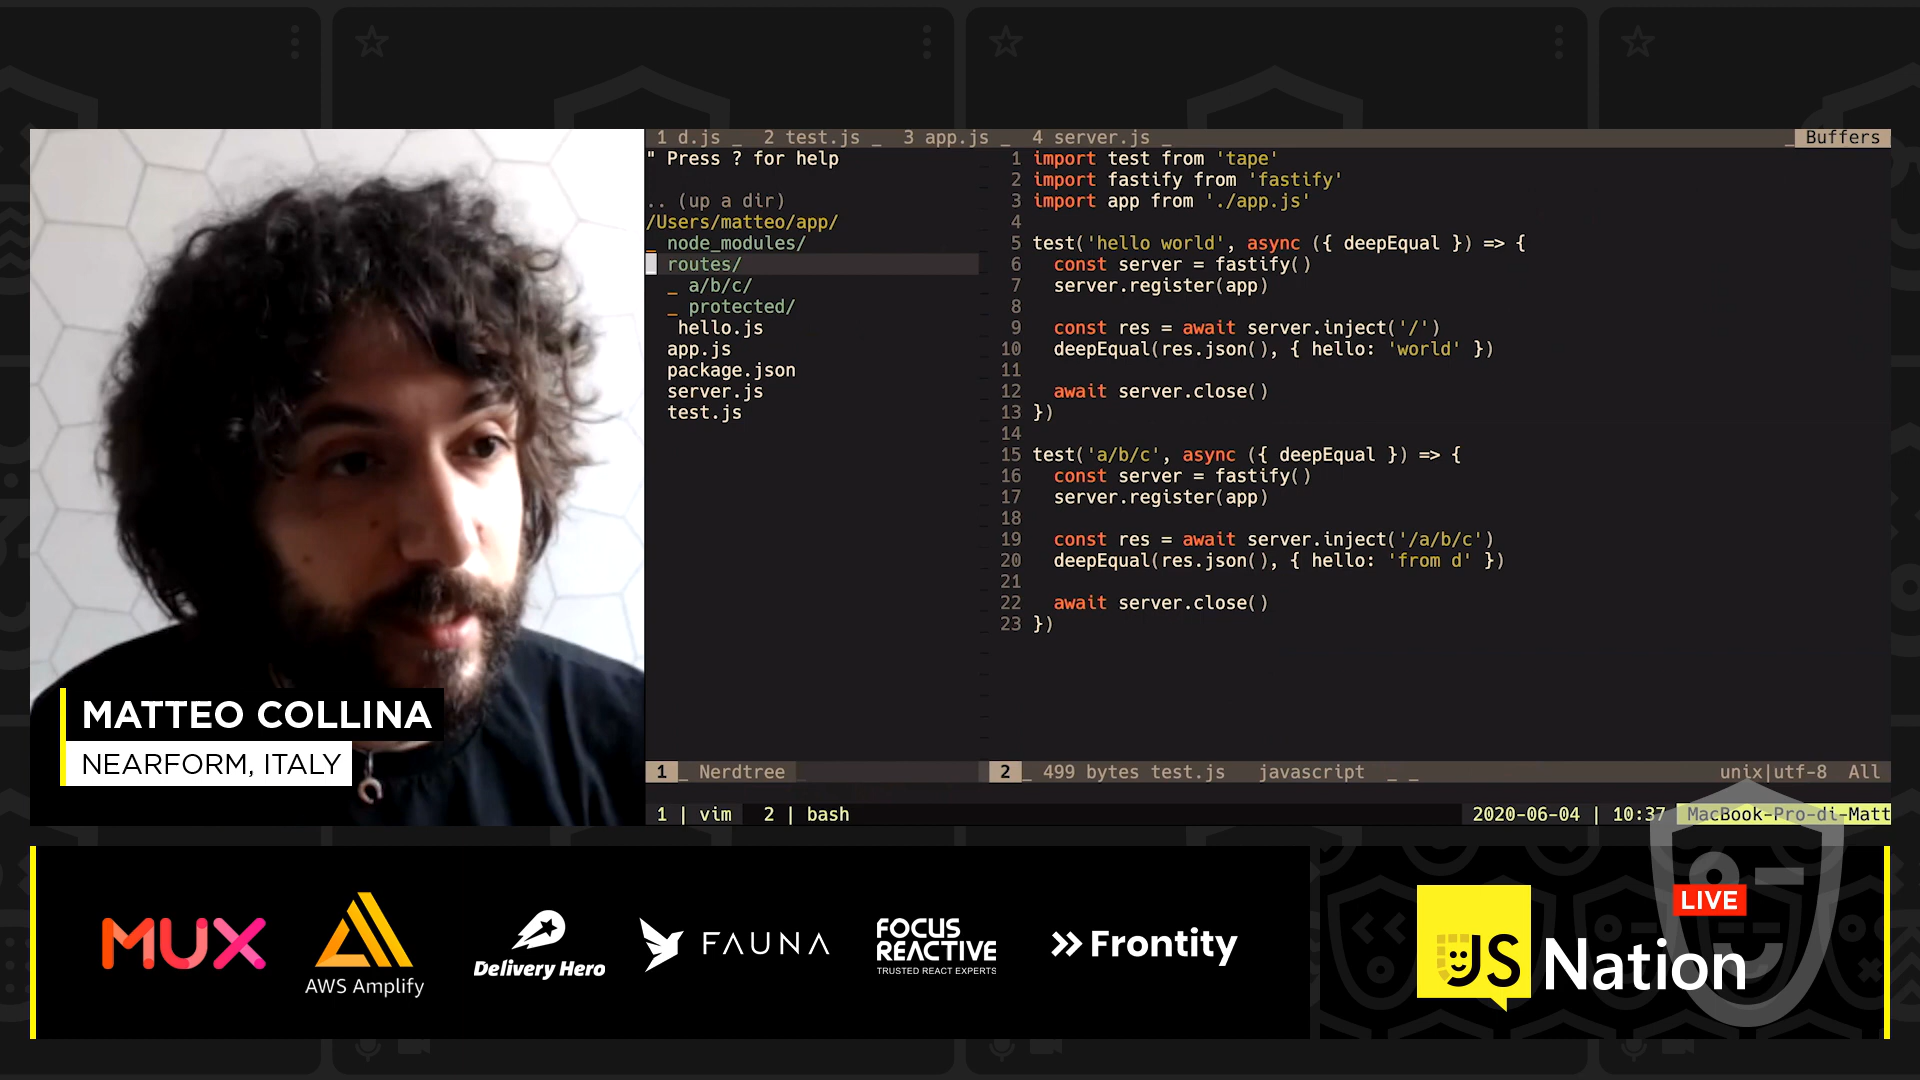 1 d.js _ 2 test.js _ 3 app.js _ 4 server.js _ _ Buffers
" Press ? for help
.. (up a dir)
/Users/matteo/app/
_ node_modules/
routes/
_ a/b/c/
_ protected/
hello.js
app.js
package.json
server.js
test.js
1 import test from 'tape'
2 import fastify from 'fastify'
3 import app from './app.js'
4
5 test('hello world', async ({ deepEqual }) => {
6 const server = fastify()
7 server.register(app)
8
9 const res = await server.inject('/')
10 deepEqual(res.json(), { hello: 'world' })
11
12 await server.close()
13 })
14
15 test('a/b/c', async ({ deepEqual }) => {
16 const server = fastify()
17 server.register(app)
18
19 const res = await server.inject('/a/b/c')
20 deepEqual(res.json(), { hello: 'from d' })
21
22 await server.close()
23 })
1 _ Nerdtree
2 _ 499 bytes test.js javascript _ _ unix|utf-8 All
1 | vim 2 | bash 2020-06-04 | 10:37 MacBook-Pro-di-Matt
MATTEO COLLINA
NEARFORM, ITALY
MUX
AWS Amplify
Delivery Hero
FAUNA
FOCUS
REACTIVE
TRUSTED REACT EXPERTS
Frontity
JS Nation
LIVE